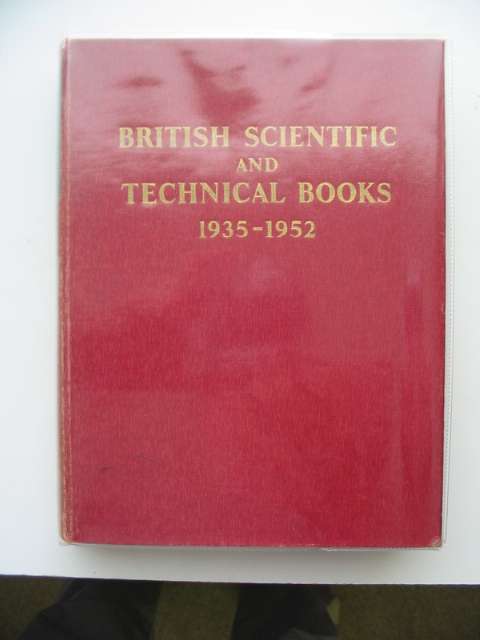 BRITISH SCIENTIFIC
AND
TECHNICAL BOOKS
1935-1952